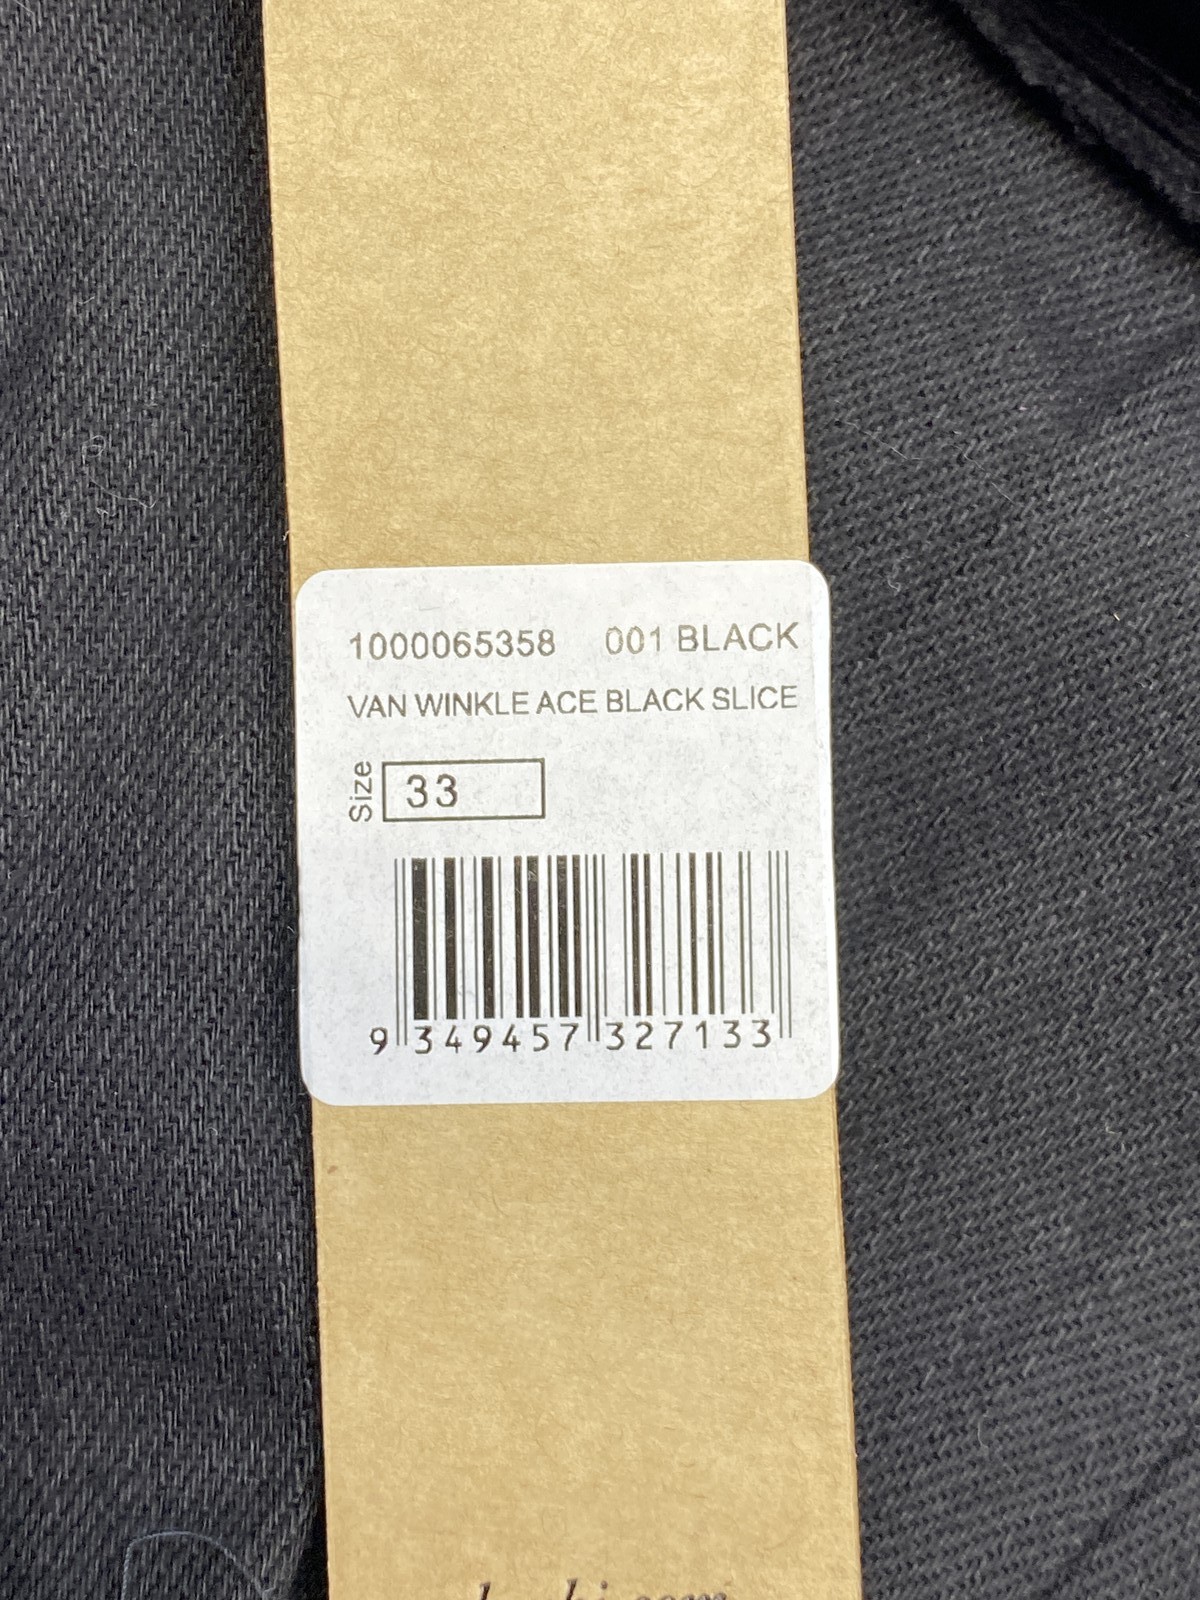 1000065358 001 BLACK
VAN WINKLE ACE BLACK SLICE
Size 33
9 349457 327133